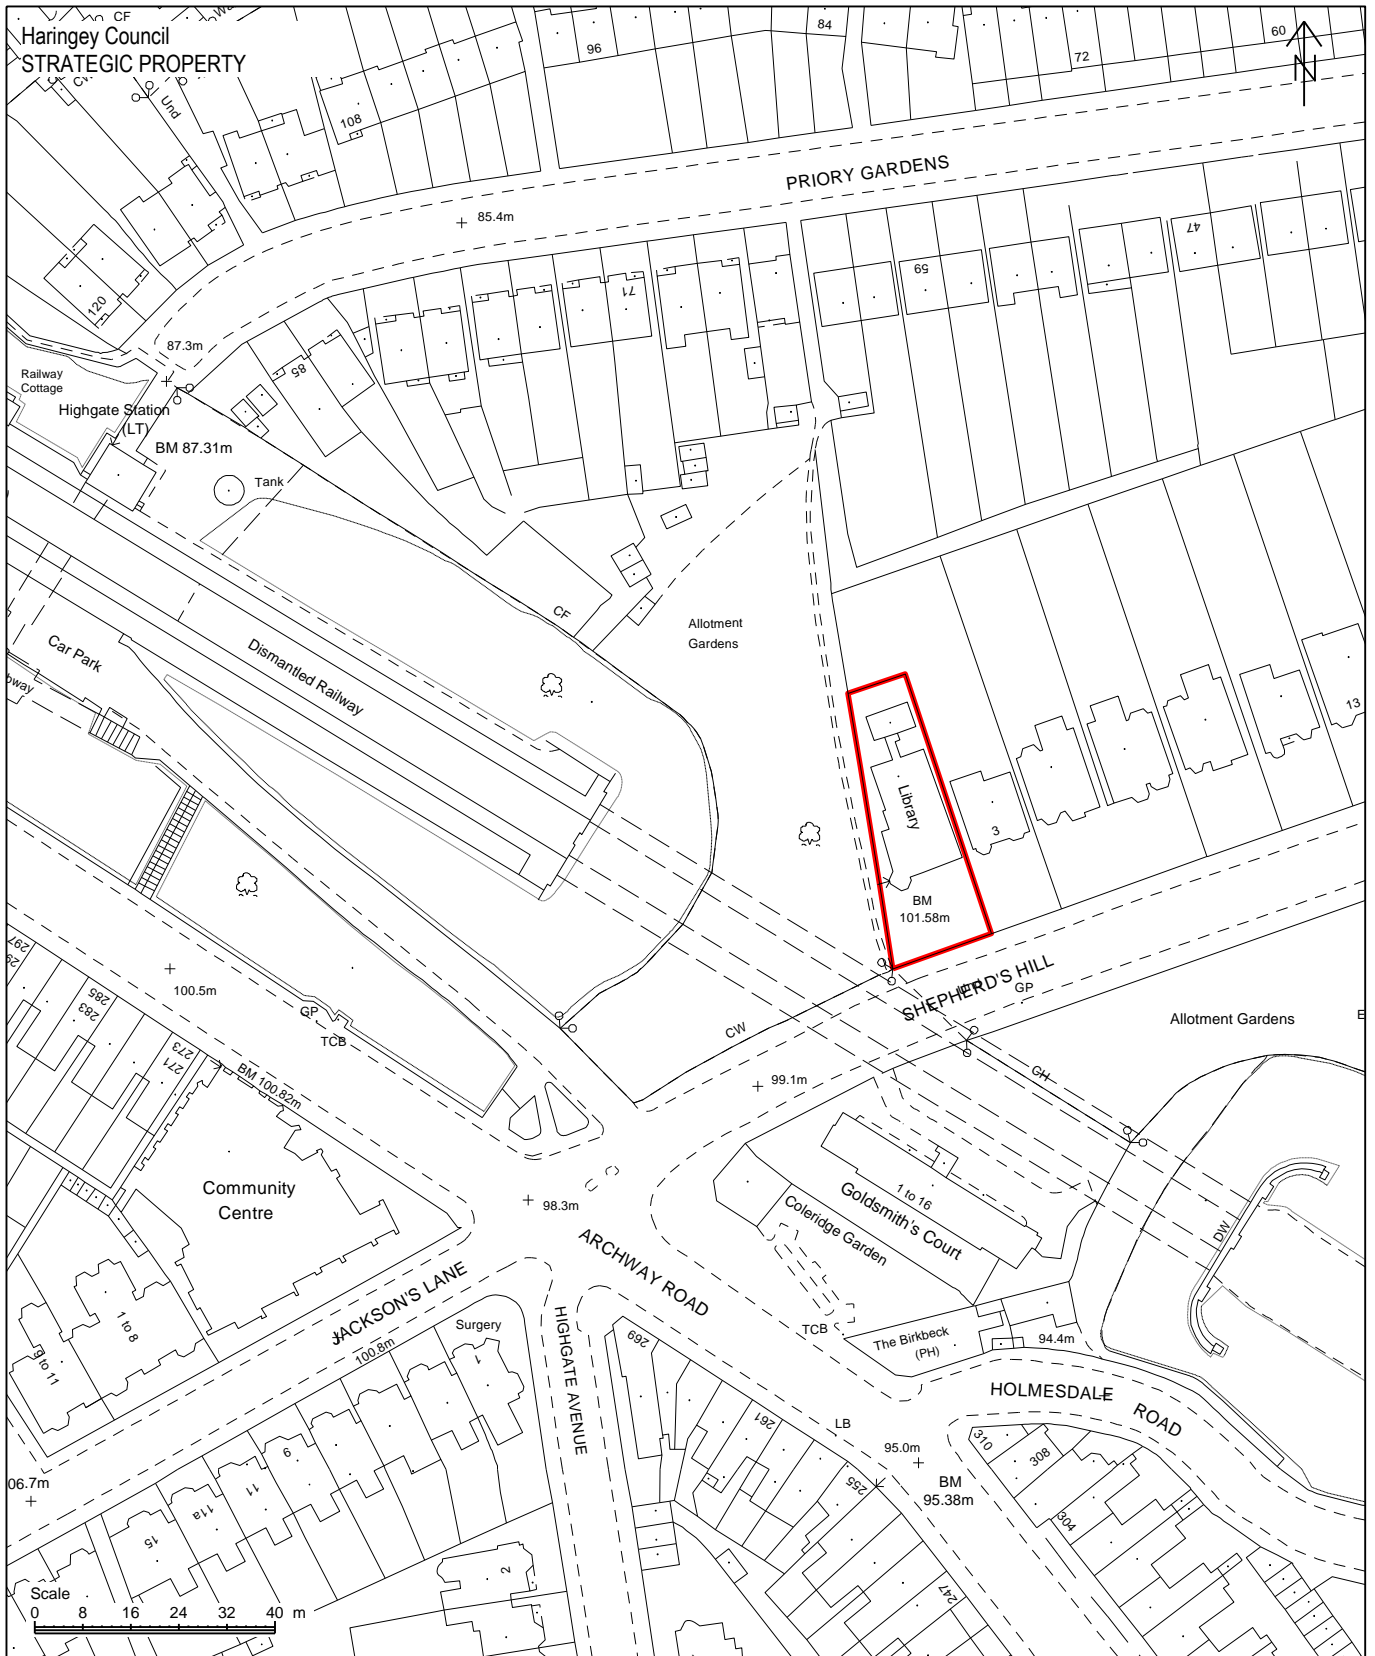 Haringey Council
STRATEGIC PROPERTY
CF
Und
108
96
84
72
60
N
PRIORY GARDENS
85.4m
120
87.3m
Railway
Cottage
Highgate Station
(LT)
BM 87.31m
Tank
85
71
59
47
CF
Allotment
Gardens
Car Park
Dismantled Railway
Library
3
13
BM
101.58m
SHEPHERD'S HILL
GP
CW
Allotment Gardens
297
285
283
273
271
100.5m
GP
TCB
BM 100.82m
99.1m
CH
Community
Centre
98.3m
1 to 16
Goldsmith's Court
Coleridge Garden
DW
ARCHWAY ROAD
JACKSON'S LANE
100.8m
HIGHGATE AVENUE
Surgery
1
1 to 8
9 to 11
TCB
The Birkbeck
(PH)
94.4m
HOLMESDALE
ROAD
269
261
255
247
LB
95.0m
BM
95.38m
310
308
304
06.7m
9
11
11a
15
2
Scale
0 8 16 24 32 40 m